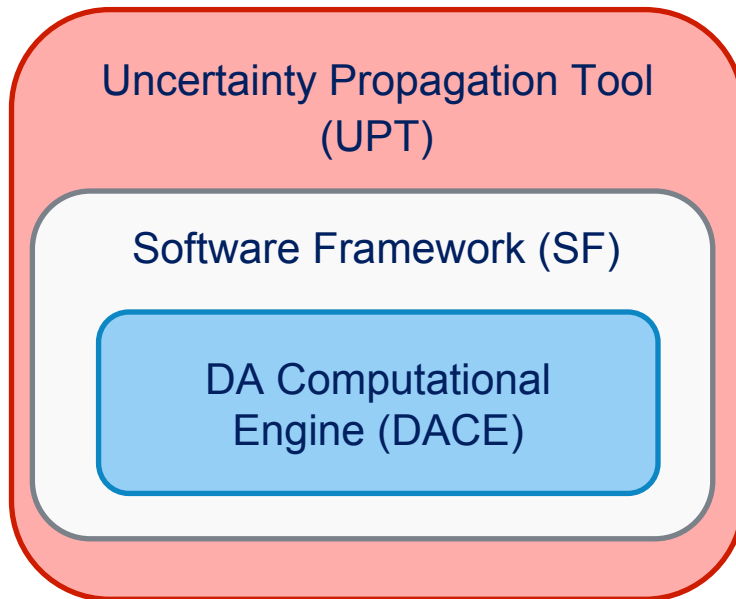 Uncertainty Propagation Tool
(UPT)
Software Framework (SF)
DA Computational
Engine (DACE)